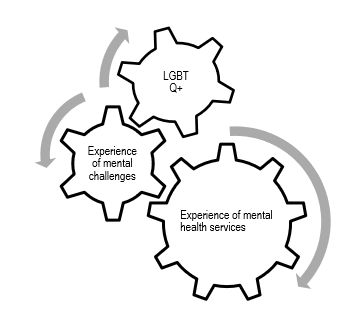 LGBT
Q+
Experience
of mental
challenges
Experience of mental
health services